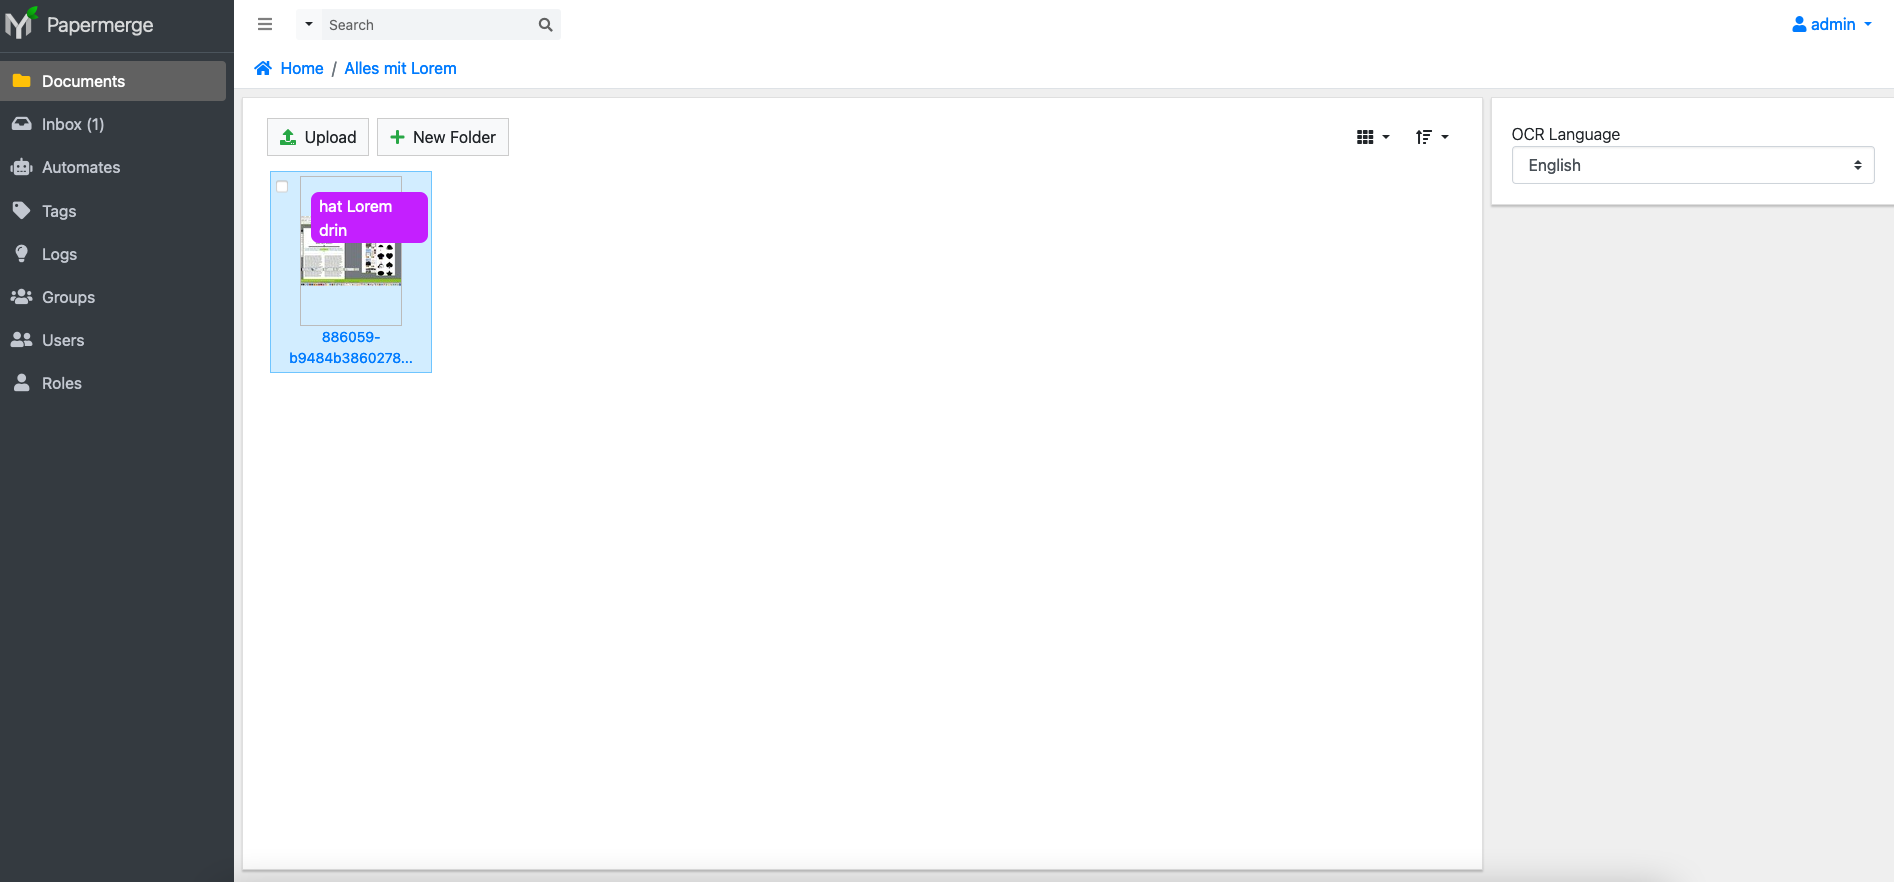 Papermerge
Search
admin
Home / Alles mit Lorem
Documents
Inbox (1)
Automates
Tags
Logs
Groups
Users
Roles
Upload
New Folder
hat Lorem
drin
886059-
b9484b3860278...
OCR Language
English